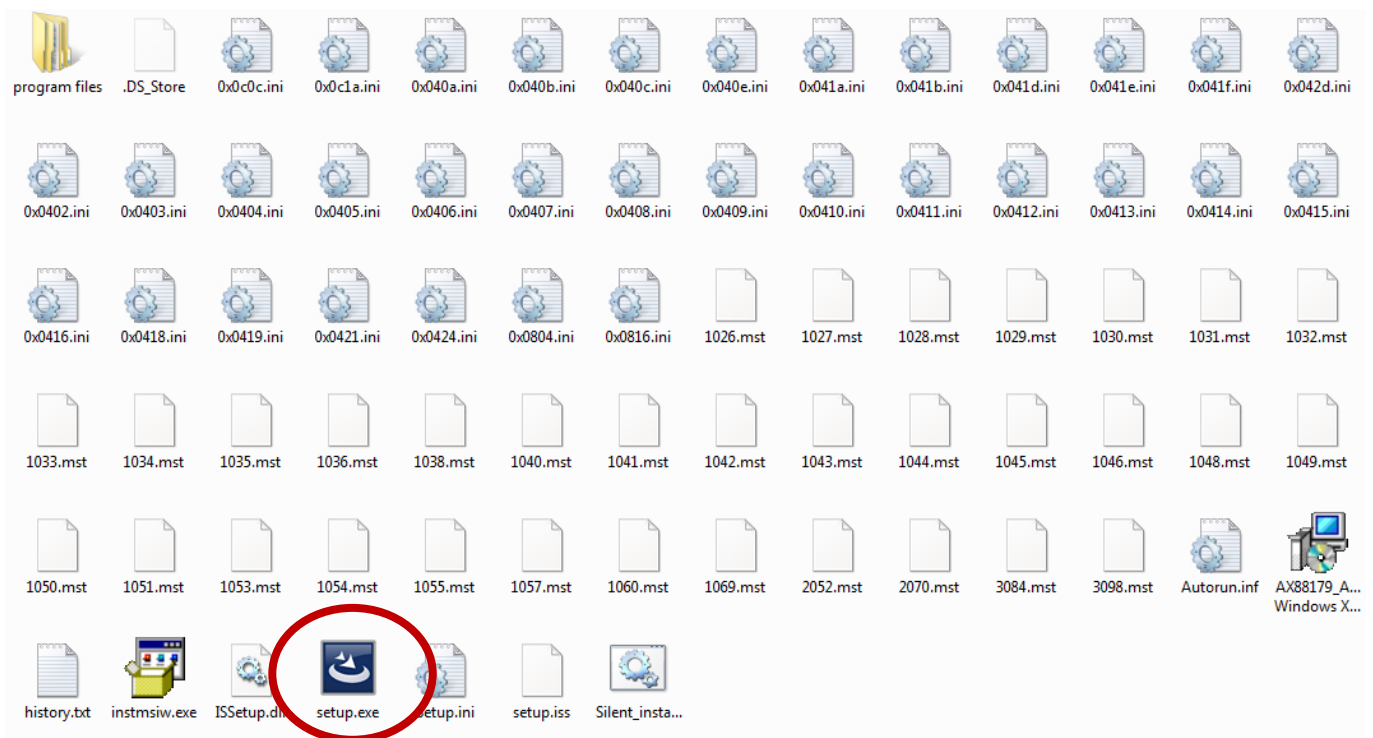 program files .DS_Store 0x0c0c.ini 0x0c1a.ini 0x040a.ini 0x040b.ini 0x040c.ini 0x040e.ini 0x041a.ini 0x041b.ini 0x041d.ini 0x041e.ini 0x041f.ini 0x042d.ini
0x0402.ini 0x0403.ini 0x0404.ini 0x0405.ini 0x0406.ini 0x0407.ini 0x0408.ini 0x0409.ini 0x0410.ini 0x0411.ini 0x0412.ini 0x0413.ini 0x0414.ini 0x0415.ini
0x0416.ini 0x0418.ini 0x0419.ini 0x0421.ini 0x0424.ini 0x0804.ini 0x0816.ini 1026.mst 1027.mst 1028.mst 1029.mst 1030.mst 1031.mst 1032.mst
1033.mst 1034.mst 1035.mst 1036.mst 1038.mst 1040.mst 1041.mst 1042.mst 1043.mst 1044.mst 1045.mst 1046.mst 1048.mst 1049.mst
1050.mst 1051.mst 1053.mst 1054.mst 1055.mst 1057.mst 1060.mst 1069.mst 2052.mst 2070.mst 3084.mst 3098.mst Autorun.inf AX88179_A...
Windows X...
history.txt instmsiw.exe ISSetup.dll setup.exe setup.ini setup.iss Silent_insta...